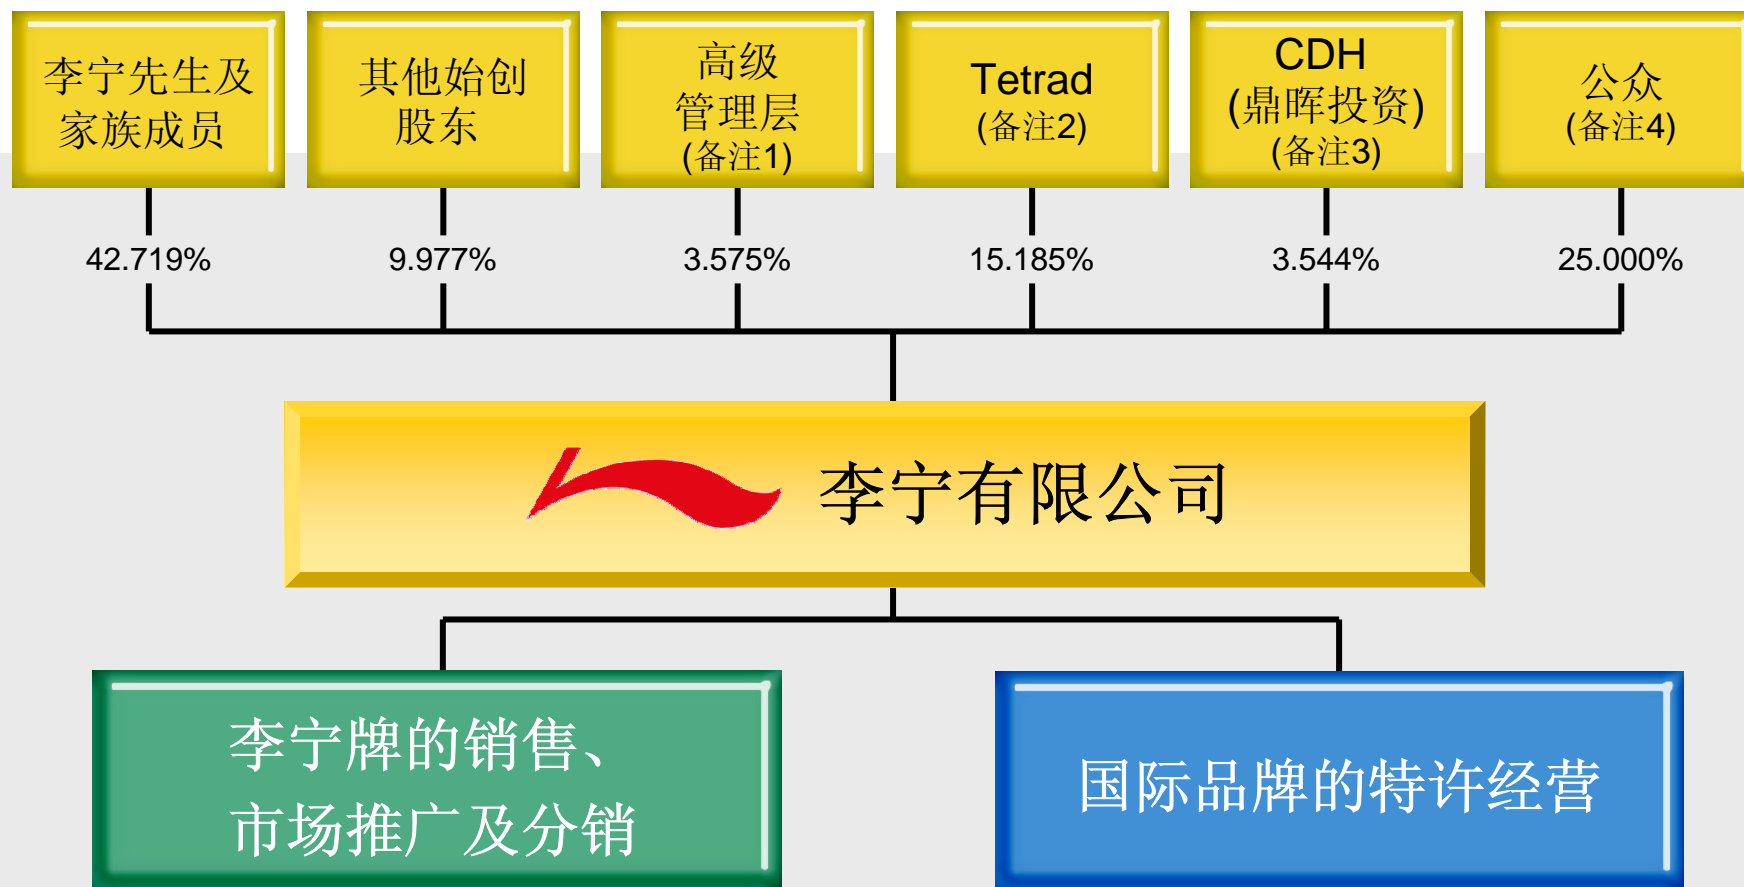 李宁先生及
家族成员
其他始创
股东
高级
管理层
(备注1)
Tetrad
(备注2)
CDH
(鼎晖投资)
(备注3)
公众
(备注4)
42.719%
9.977%
3.575%
15.185%
3.544%
25.000%
李宁有限公司
李宁牌的销售、
市场推广及分销
国际品牌的特许经营